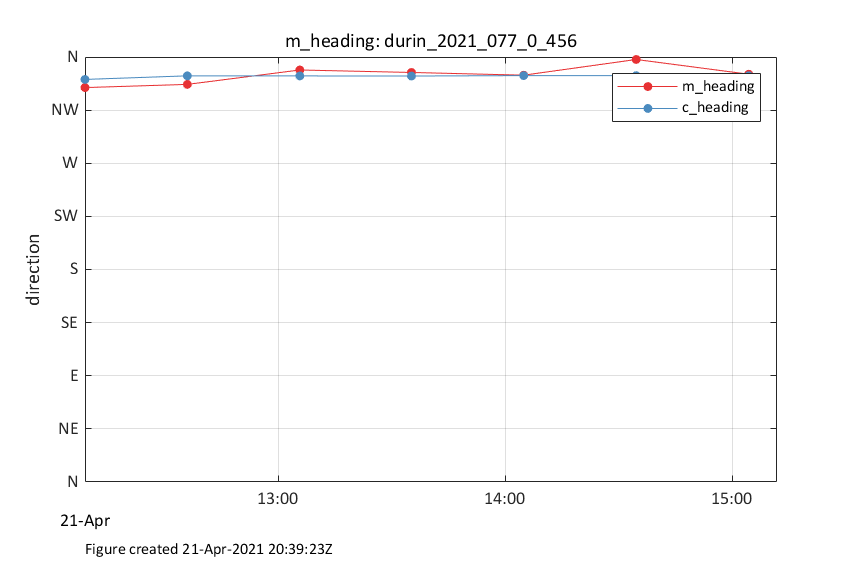 m_heading: durin_2021_077_0_456
N
NW
W
SW
S
SE
E
NE
N
direction
m_heading
c_heading
13:00 14:00 15:00
21-Apr
Figure created 21-Apr-2021 20:39:23Z